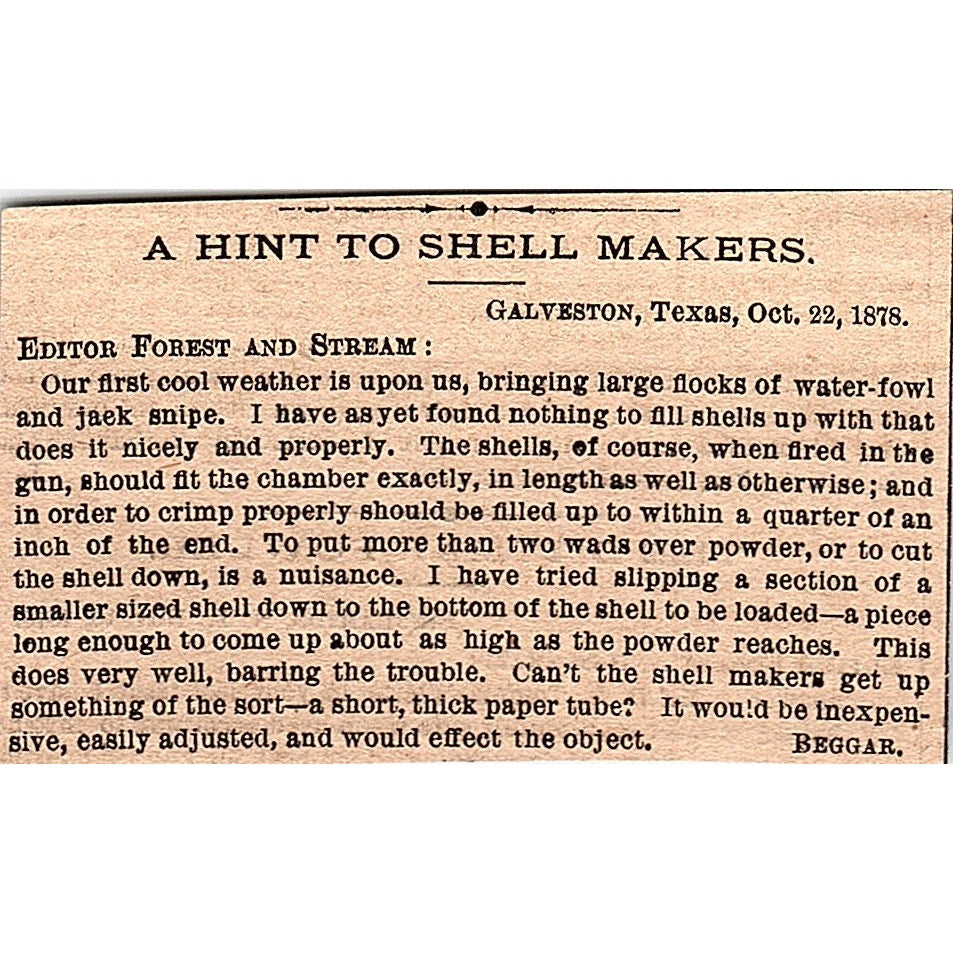 A HINT TO SHELL MAKERS.
GALVESTON, Texas, Oct. 22, 1878.
EDITOR FOREST AND STREAM:
Our first cool weather is upon us, bringing large flocks of water-fowl
and jaek snipe. I have as yet found nothing to fill shells up with that
does it nicely and properly. The shells, of course, when fired in the
gun, should fit the chamber exactly, in length as well as otherwise; and
in order to crimp properly should be filled up to within a quarter of an
inch of the end. To put more than two wads over powder, or to cut
the shell down, is a nuisance. I have tried slipping a section of a
smaller sized shell down to the bottom of the shell to be loaded—a piece
long enough to come up about as high as the powder reaches. This
does very well, barring the trouble. Can't the shell makers get up
something of the sort—a short, thick paper tube? It would be inexpen-
sive, easily adjusted, and would effect the object. BEGGAR.